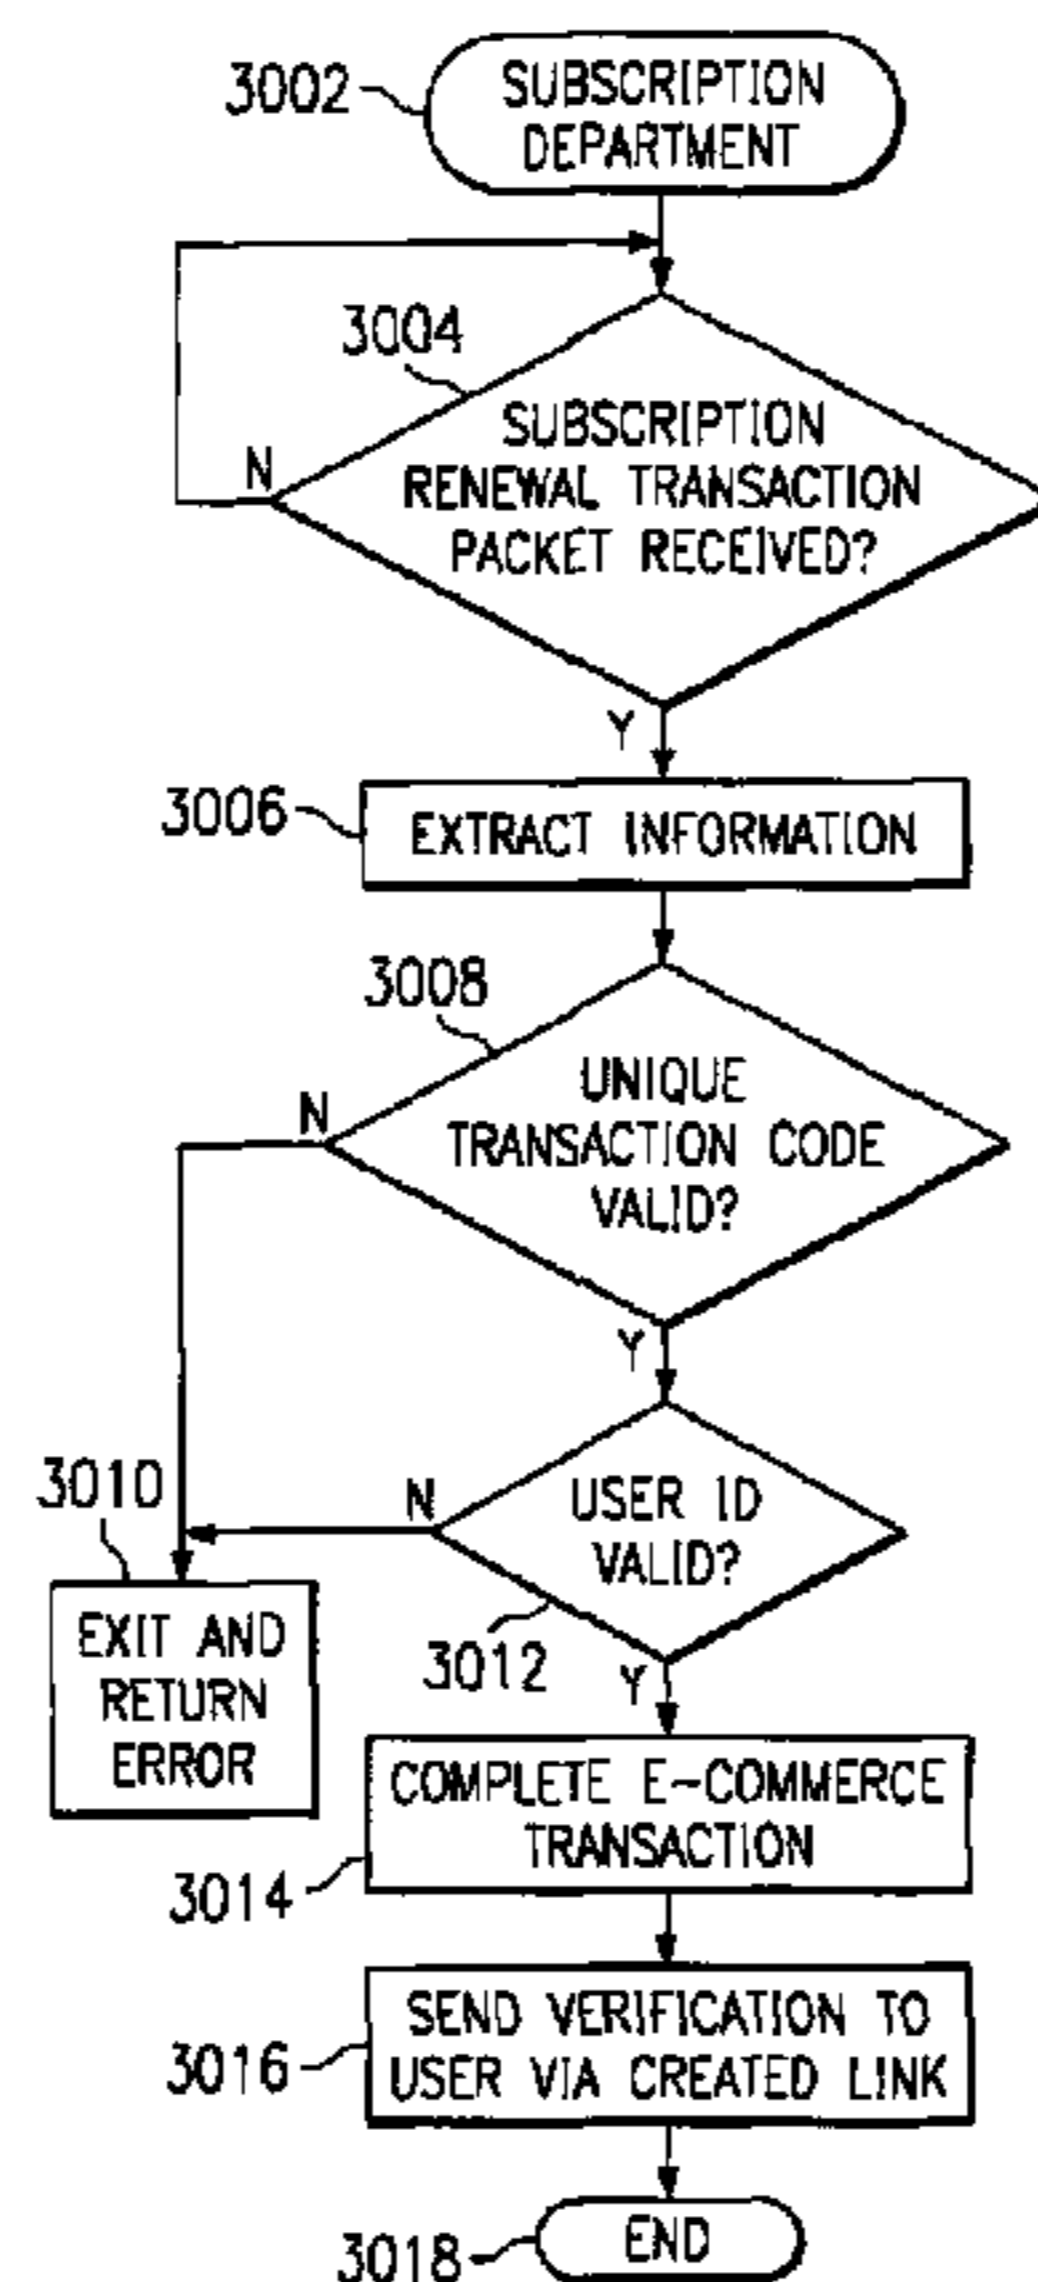 3002
SUBSCRIPTION
DEPARTMENT
3004
SUBSCRIPTION
N
RENEWAL TRANSACTION
PACKET RECEIVED?
Y
3006
EXTRACT INFORMATION
3008
UNIQUE
N
TRANSACTION CODE
VALID?
Y
3010
N
USER ID
VALID?
EXIT AND
RETURN
ERROR
3012
Y
COMPLETE E-COMMERCE
TRANSACTION
3014
SEND VERIFICATION TO
USER VIA CREATED LINK
3016
END
3018